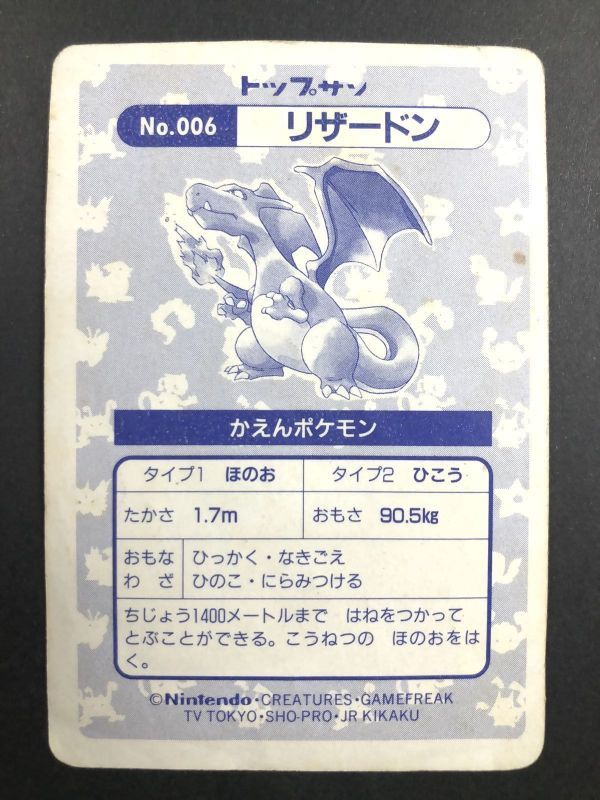 トップサン
No.006 リザードン
かえんポケモン
タイプ1 ほのお タイプ2 ひこう
たかさ 1.7m おもさ 90.5kg
おもな わざ ひっかく・なきごえ
ひのこ・にらみつける
ちじょう1400メートルまで はねをつかって
とぶことができる。こうねつの ほのおをは
く。
©Nintendo・CREATURES・GAMEFREAK
TV TOKYO・SHO-PRO・JR KIKAKU